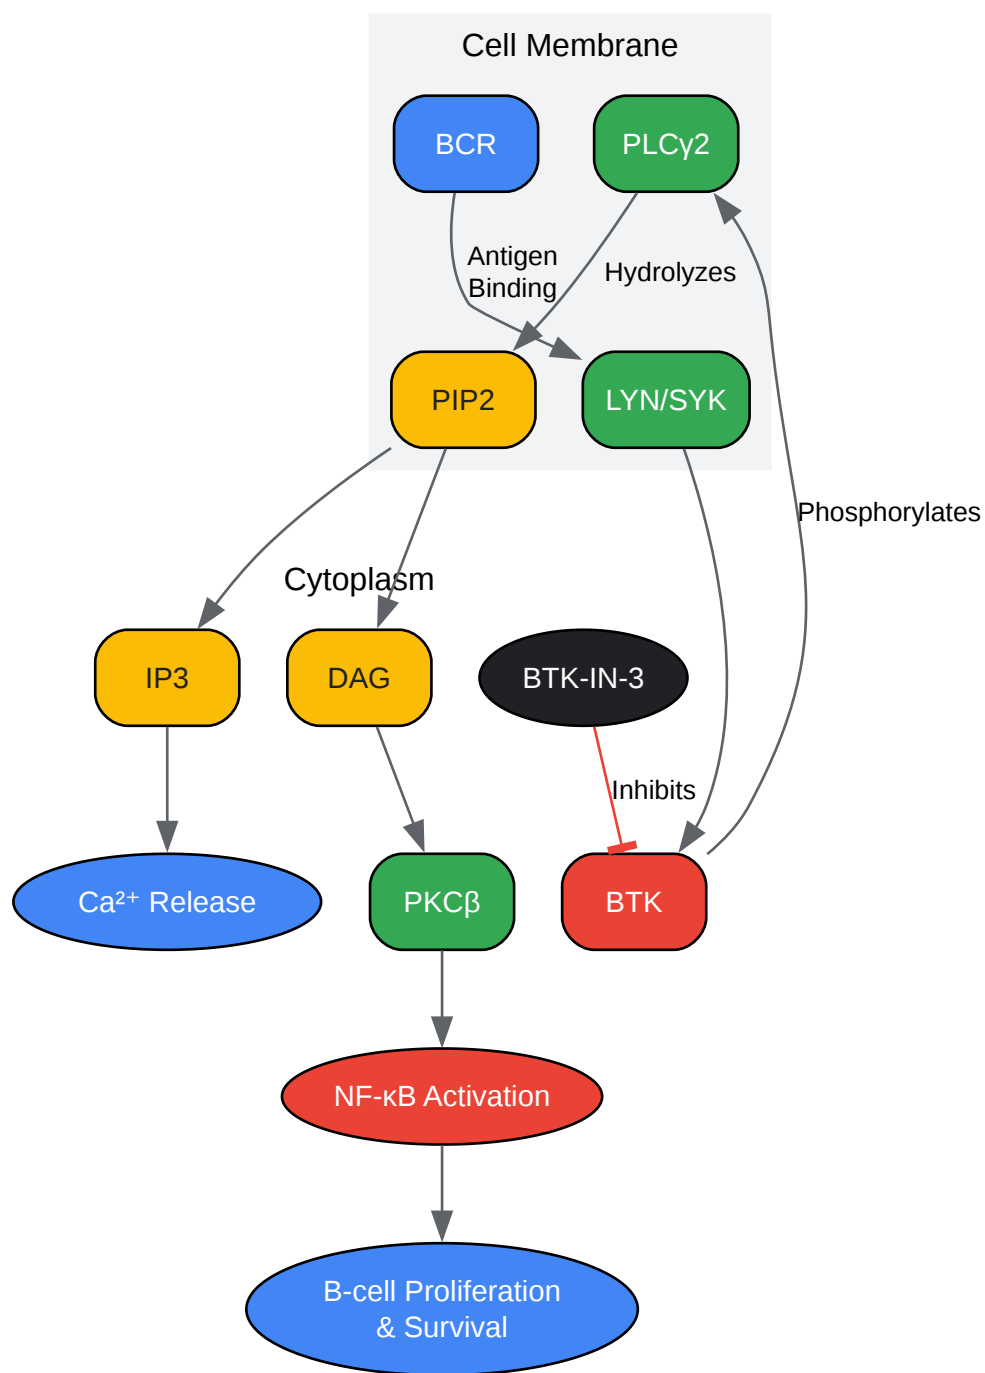 Cell Membrane
BCR
PLCγ2
Antigen
Binding
Hydrolyzes
PIP2
LYN/SYK
Phosphorylates
Cytoplasm
IP3
DAG
BTK-IN-3
Inhibits
Ca²⁺ Release
PKCβ
BTK
NF-κB Activation
B-cell Proliferation
& Survival